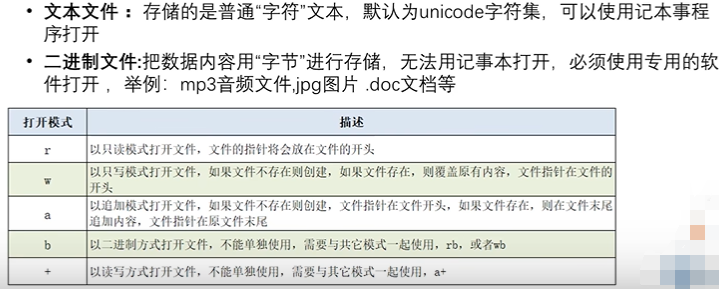 • 文本文件 ：存储的是普通“字符”文本，默认为unicode字符集，可以使用记本事程
序打开
• 二进制文件:把数据内容用“字节”进行存储，无法用记事本打开，必须使用专用的软
件打开 ，举例：mp3音频文件,jpg图片 .doc文档等
打开模式 描述
r 以只读模式打开文件，文件的指针将会放在文件的开头
w 以只写模式打开文件，如果文件不存在则创建，如果文件存在，则覆盖原有内容，文件指针在文件的
开头
a 以追加模式打开文件，如果文件不存在则创建，文件指针在文件开头，如果文件存在，则在文件末尾
追加内容，文件指针在原文件末尾
b 以二进制方式打开文件，不能单独使用，需要与共它模式一起使用，rb，或者wb
+ 以读写方式打开文件，不能单独使用，需要与其它模式一起使用，a+